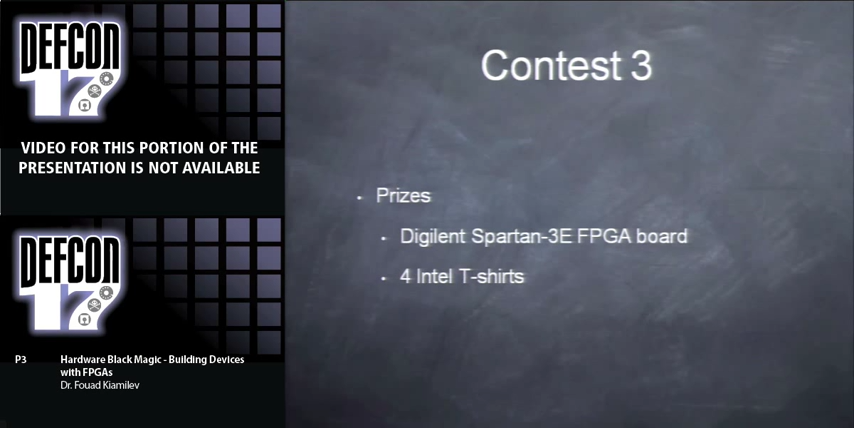 DEFCON
17
VIDEO FOR THIS PORTION OF THE
PRESENTATION IS NOT AVAILABLE
DEFCON
17
P3 Hardware Black Magic - Building Devices
with FPGAs
Dr. Fouad Kiamilev
Contest 3
• Prizes
• Digilent Spartan-3E FPGA board
• 4 Intel T-shirts